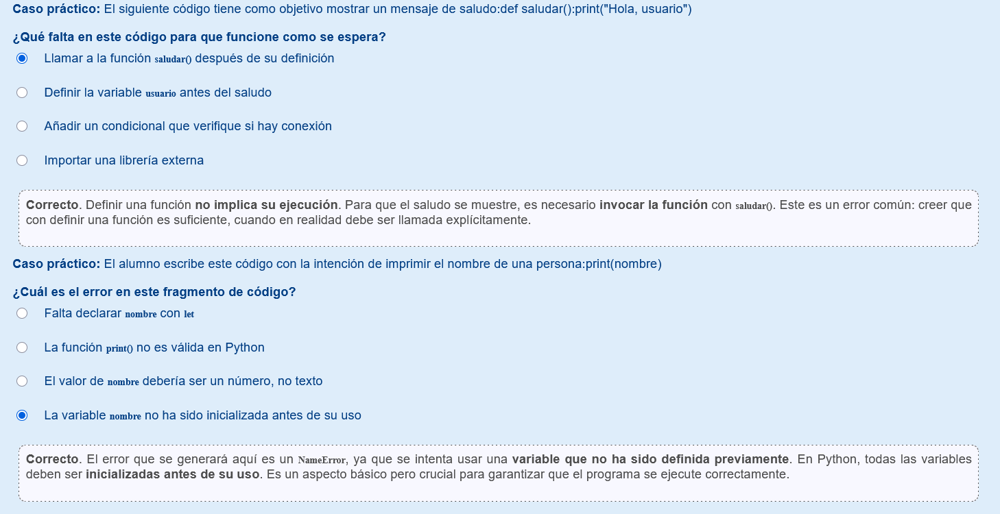 Caso práctico: El siguiente código tiene como objetivo mostrar un mensaje de saludo:def saludar():print("Hola, usuario")
¿Qué falta en este código para que funcione como se espera?
Llamar a la función saludar() después de su definición
Definir la variable usuario antes del saludo
Añadir un condicional que verifique si hay conexión
Importar una librería externa
Correcto. Definir una función no implica su ejecución. Para que el saludo se muestre, es necesario invocar la función con saludar(). Este es un error común: creer que
con definir una función es suficiente, cuando en realidad debe ser llamada explícitamente.
Caso práctico: El alumno escribe este código con la intención de imprimir el nombre de una persona:print(nombre)
¿Cuál es el error en este fragmento de código?
Falta declarar nombre con let
La función print() no es válida en Python
El valor de nombre debería ser un número, no texto
La variable nombre no ha sido inicializada antes de su uso
Correcto. El error que se generará aquí es un NameError, ya que se intenta usar una variable que no ha sido definida previamente. En Python, todas las variables
deben ser inicializadas antes de su uso. Es un aspecto básico pero crucial para garantizar que el programa se ejecute correctamente.